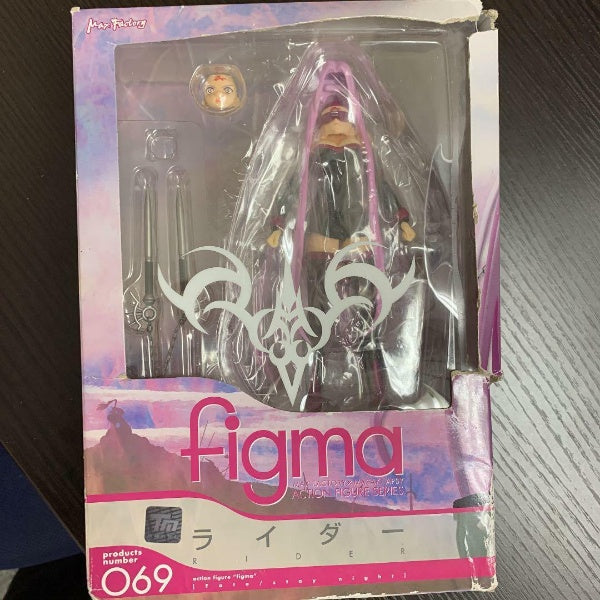 Max Factory
figma
ACTION FIGURE SERIES
ライダー
RIDER
products
number
069
action figure "figma"
[Fate/stay night]